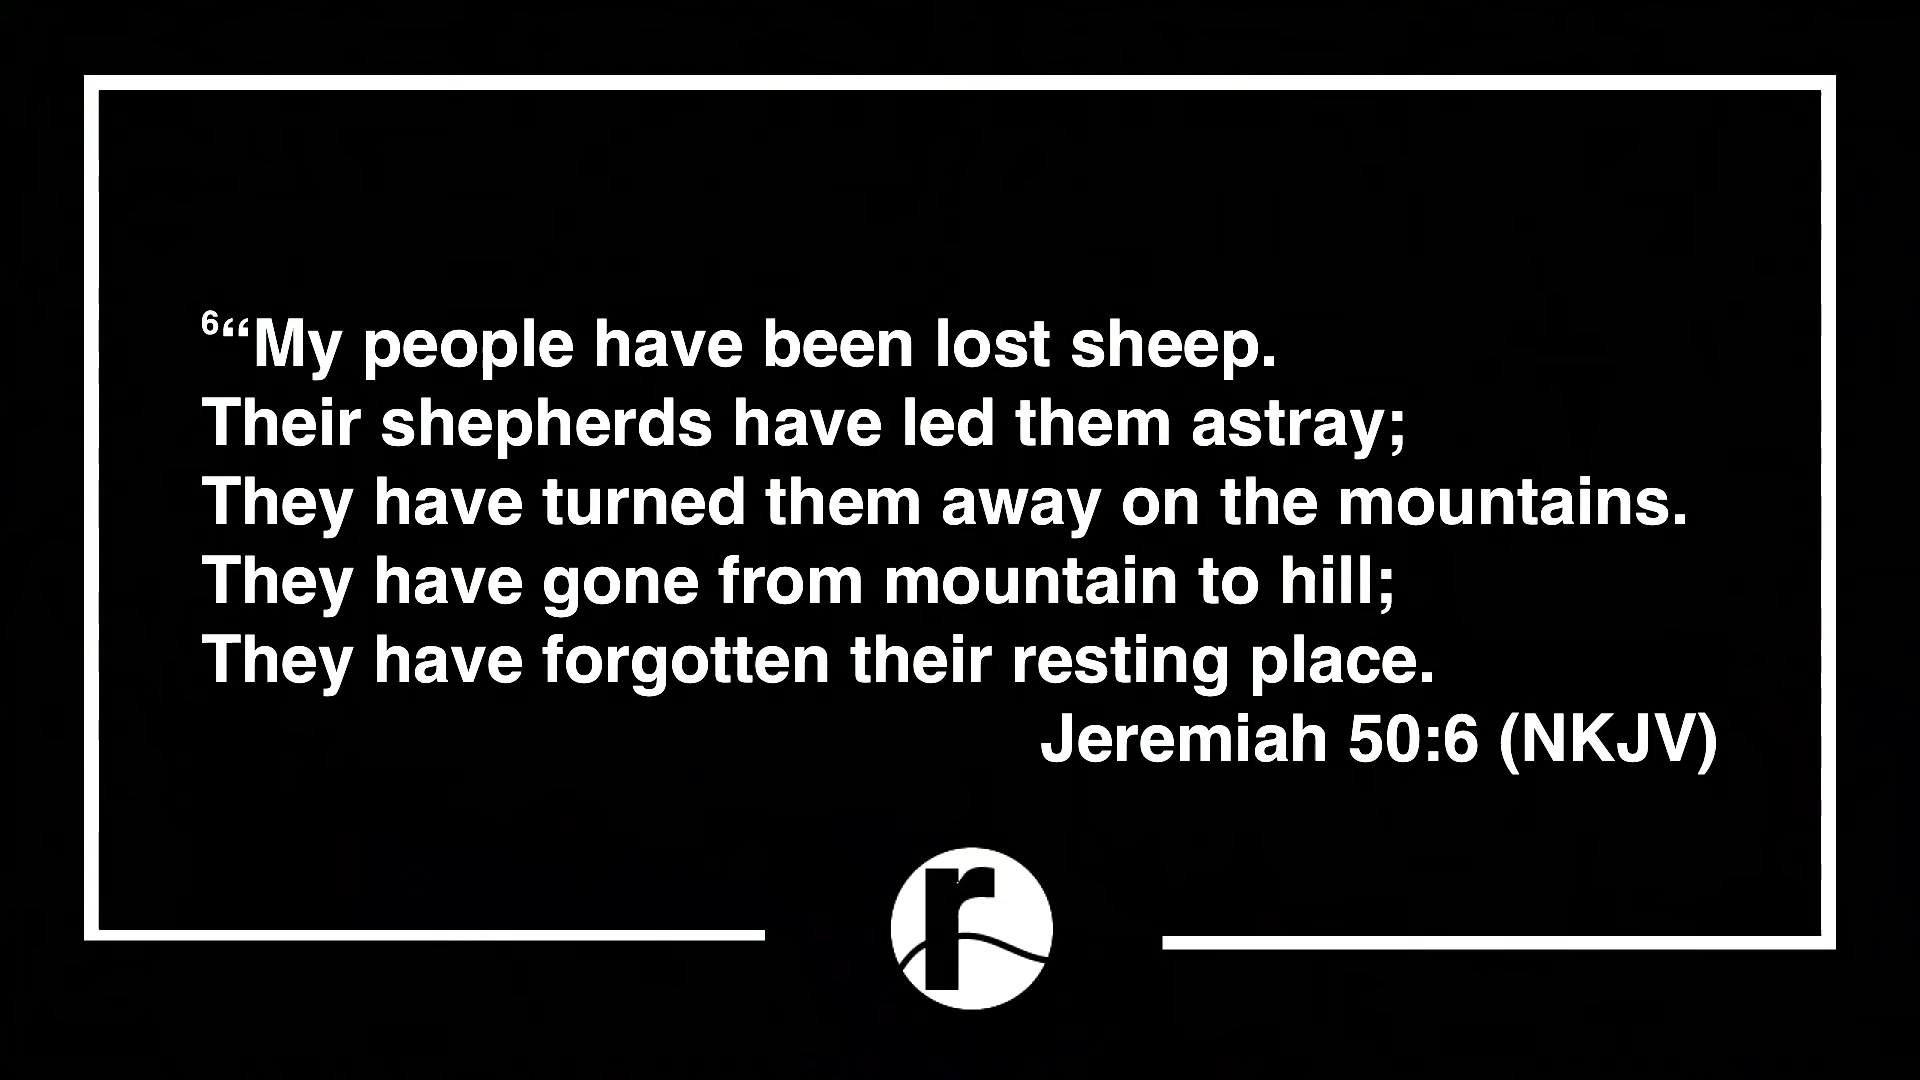 ⁶“My people have been lost sheep.
Their shepherds have led them astray;
They have turned them away on the mountains.
They have gone from mountain to hill;
They have forgotten their resting place.
Jeremiah 50:6 (NKJV)
r